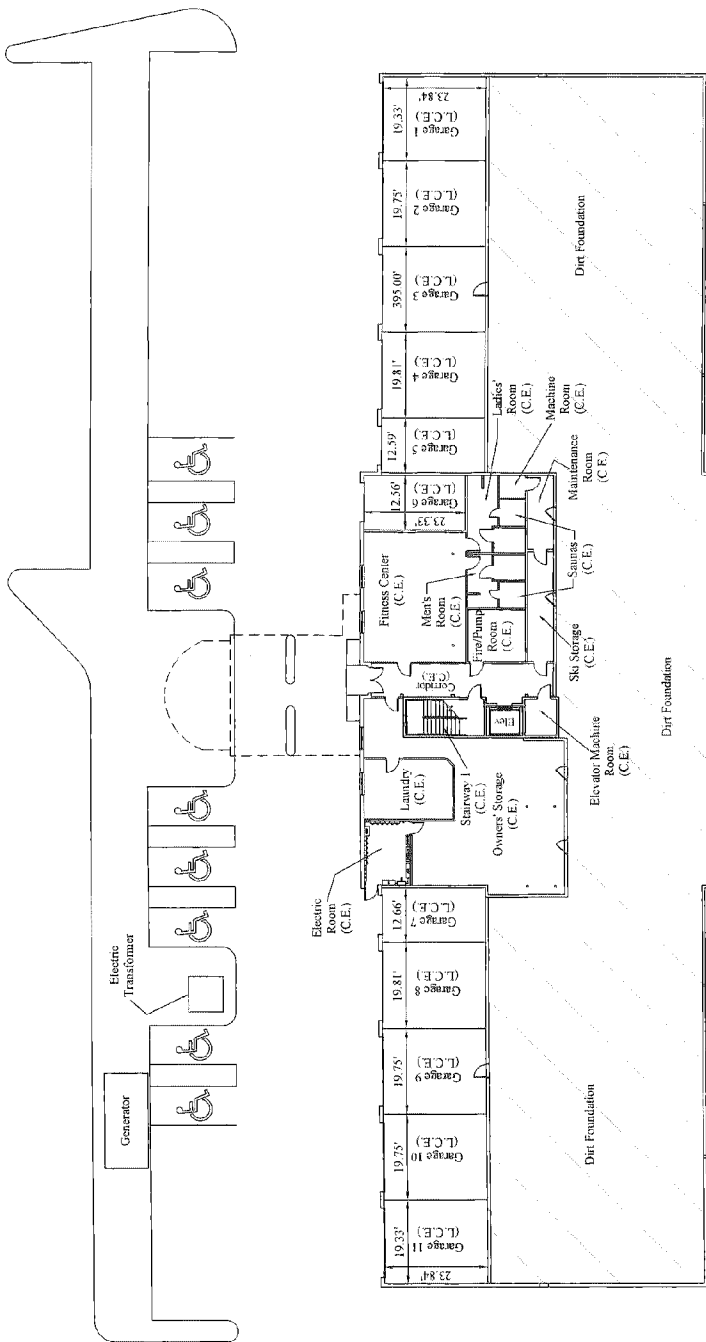 Generator
Electric
Transformer
Electric
Room
(C.E.)
19.33'
23.84'
Garage 11
(L.C.E.)
19.75'
Garage 10
(L.C.E.)
19.75'
Garage 9
(L.C.E.)
19.81'
Garage 8
(L.C.E.)
12.66'
Garage 7
(L.C.E.)
Laundry
(C.E.)
Stairway 1
(C.E.)
Owners' Storage
(C.E.)
Corridor
(C.E.)
Elev
Elevator Machine
Room
(C.E.)
Fitness Center
(C.E.)
Men's
Room
(C.E.)
Fire/Pump
Room
(C.E.)
Ski Storage
(C.E.)
Saunas
(C.E.)
Maintenance
Room
(C.E.)
Machine
Room
(C.E.)
Ladies'
Room
(C.E.)
12.56'
Garage 6
(L.C.E.)
23.33'
12.59'
Garage 5
(L.C.E.)
19.81'
Garage 4
(L.C.E.)
395.00'
Garage 3
(L.C.E.)
19.75'
Garage 2
(L.C.E.)
19.33'
Garage 1
(L.C.E.)
23.84'
Dirt Foundation
Dirt Foundation
Dirt Foundation